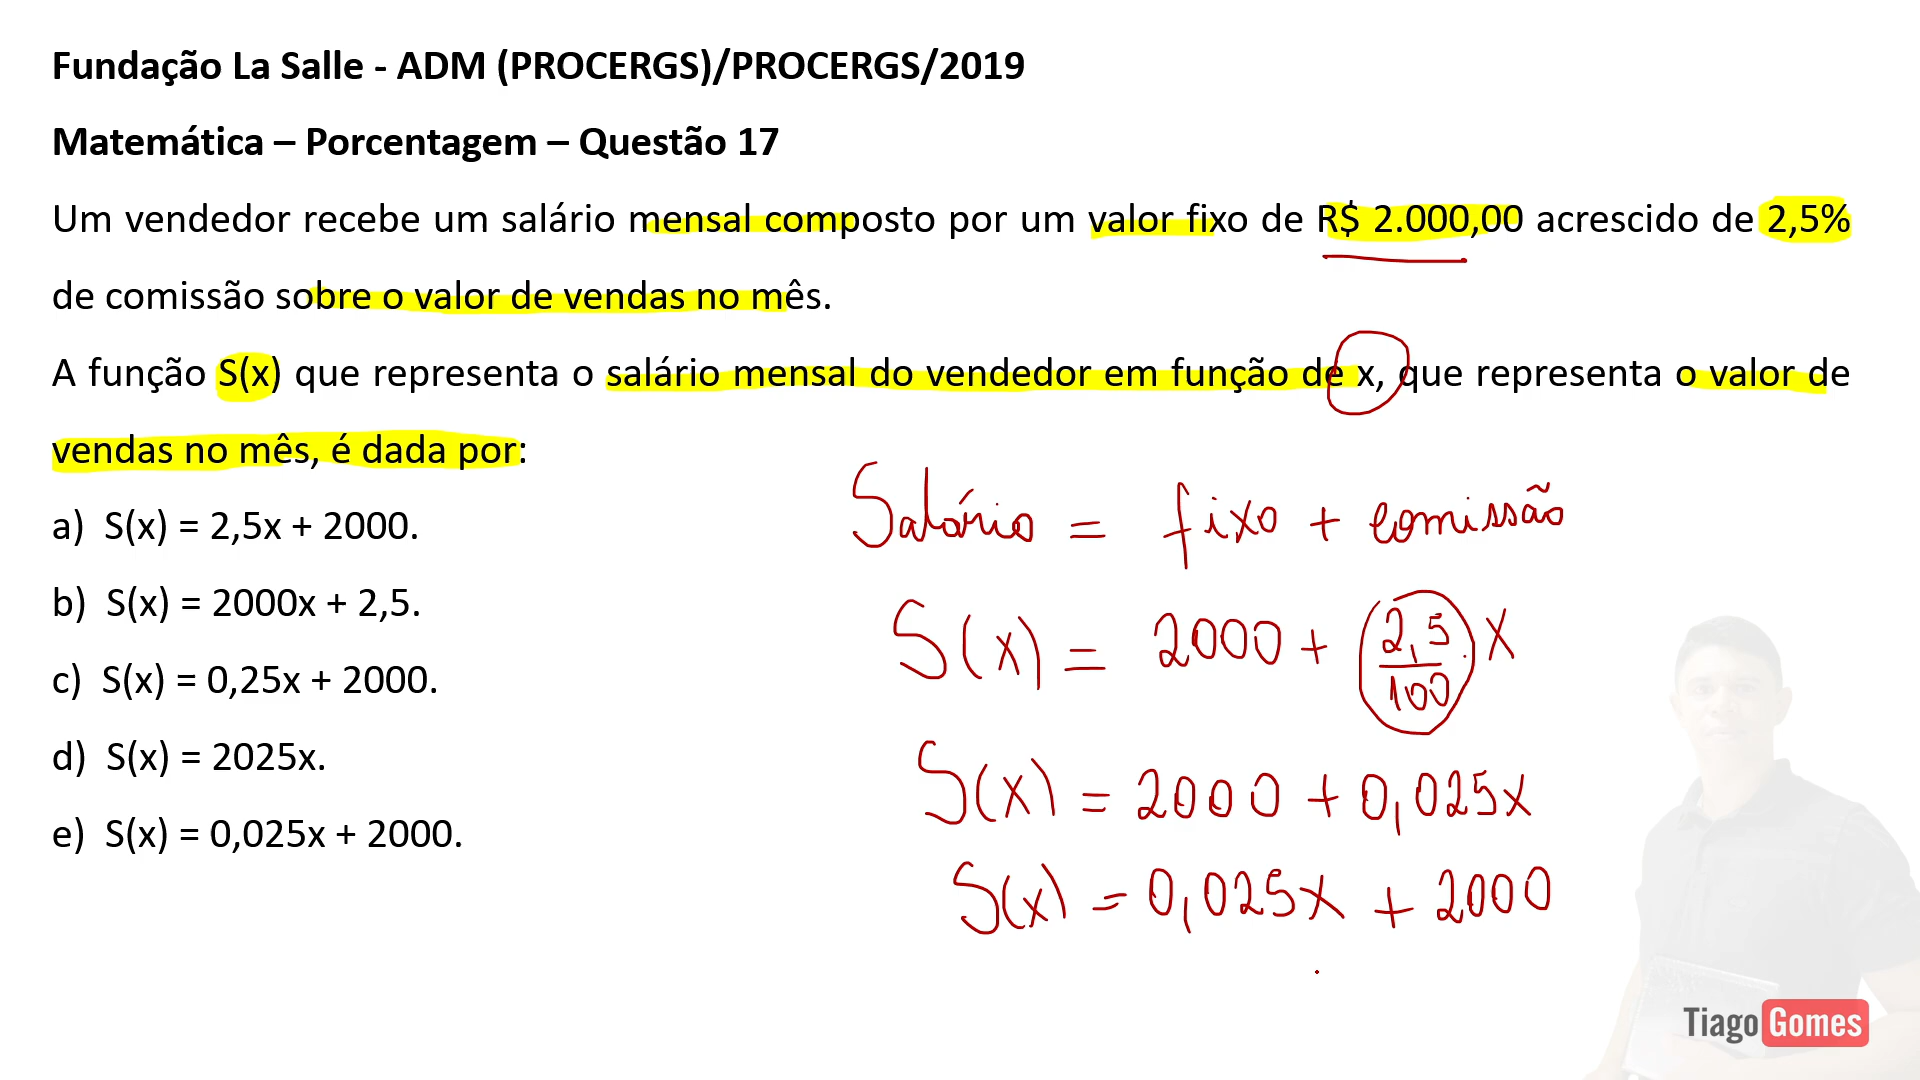 Fundação La Salle - ADM (PROCERGS)/PROCERGS/2019
Matemática – Porcentagem – Questão 17
Um vendedor recebe um salário mensal composto por um valor fixo de R$ 2.000,00 acrescido de 2,5%
de comissão sobre o valor de vendas no mês.
A função S(x) que representa o salário mensal do vendedor em função de x, que representa o valor de
vendas no mês, é dada por:
a) S(x) = 2,5x + 2000.
b) S(x) = 2000x + 2,5.
c) S(x) = 0,25x + 2000.
d) S(x) = 2025x.
e) S(x) = 0,025x + 2000.
Salário = fixo + comissão
S(x) = 2000 + 2,5/100 . x
S(x) = 2000 + 0,025x
S(x) = 0,025x + 2000
Tiago Gomes